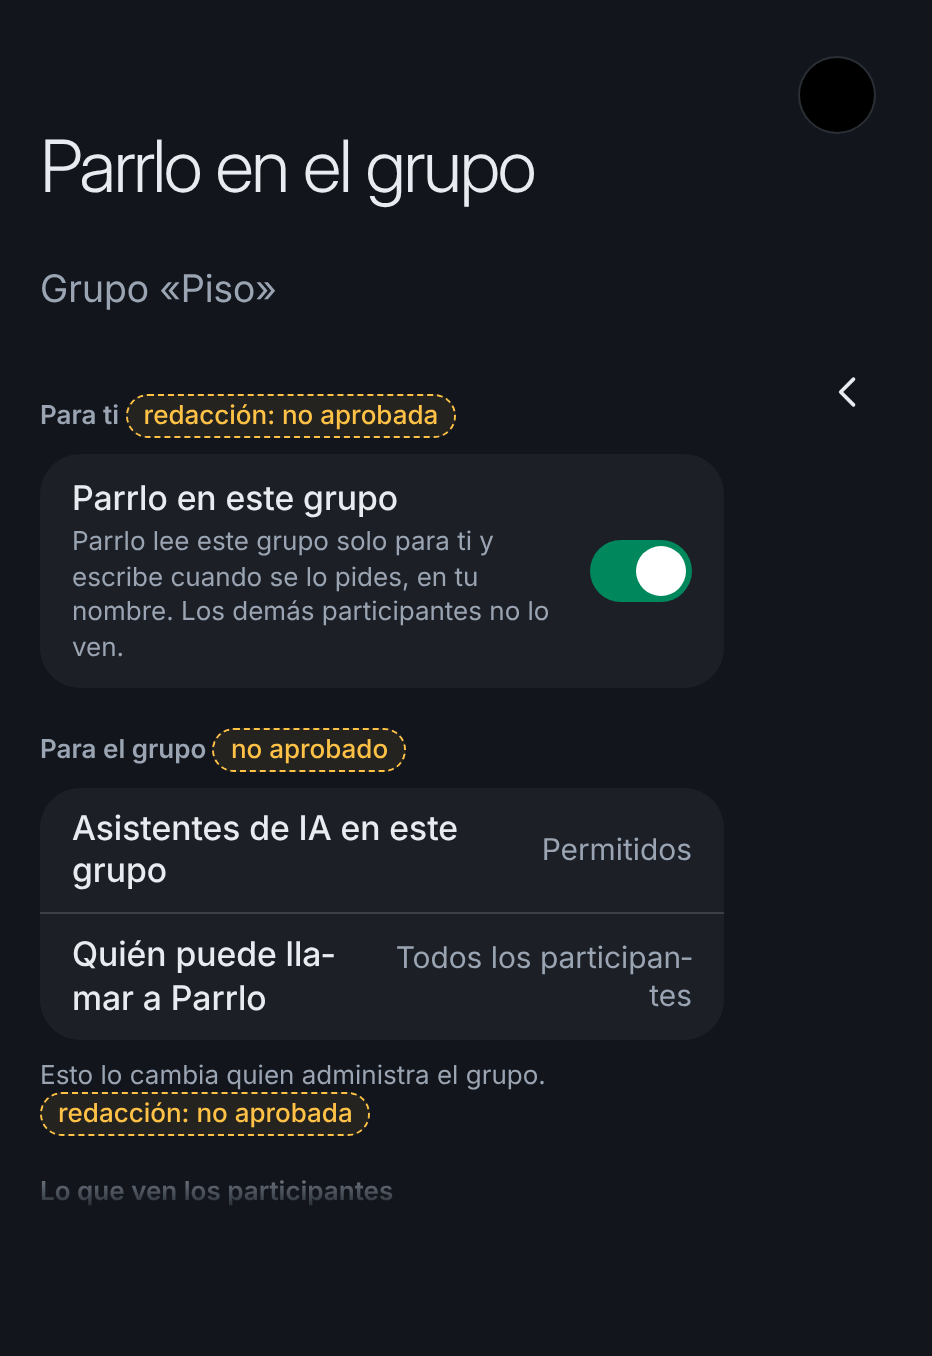 Parrlo en el grupo
Grupo «Piso»
Para ti redacción: no aprobada
Parrlo en este grupo
Parrlo lee este grupo solo para ti y
escribe cuando se lo pides, en tu
nombre. Los demás participantes no lo
ven.
Para el grupo no aprobado
Asistentes de IA en este
grupo
Permitidos
Quién puede lla-
mar a Parrlo
Todos los participan-
tes
Esto lo cambia quien administra el grupo.
redacción: no aprobada
Lo que ven los participantes